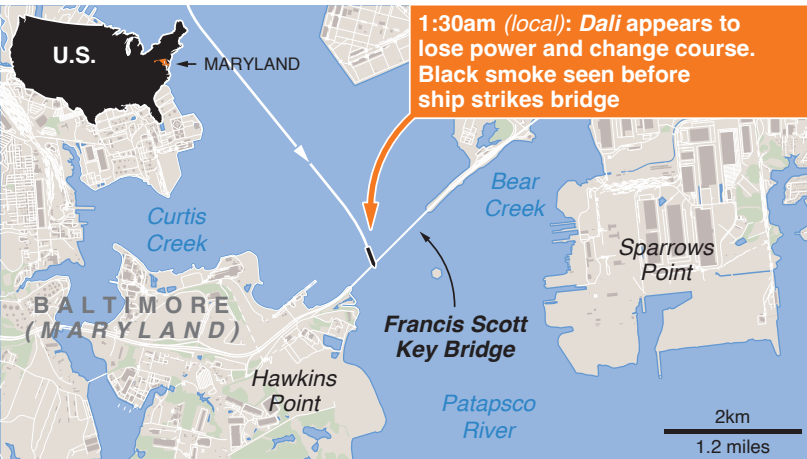 1:30am (local): Dali appears to
lose power and change course.
Black smoke seen before
ship strikes bridge
U.S.
MARYLAND
Bear
Creek
Curtis
Creek
Sparrows
Point
BALTIMORE
(MARYLAND)
Francis Scott
Key Bridge
Hawkins
Point
Patapsco
River
2km
1.2 miles